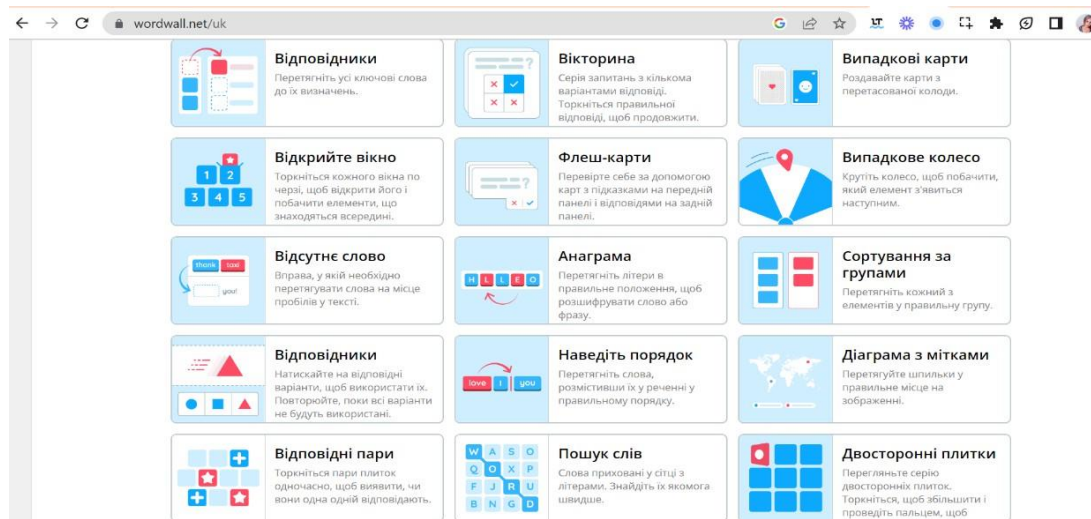 wordwall.net/uk
Відповідники
Перетягніть усі ключові слова
до їх визначень.
Вікторина
Серія запитань з кількома
варіантами відповіді.
Торкніться правильної
відповіді, щоб продовжити.
Випадкові карти
Роздавайте карти з
перетасованої колоди.
1 2
3 4 5
Відкрийте вікно
Торкніться кожного вікна по
черзі, щоб відкрити його і
побачити елементи, що
знаходяться всередині.
Флеш-карти
Перевірте себе за допомогою
карт з підказками на передній
панелі і відповідями на задній
панелі.
Випадкове колесо
Крутіть колесо, щоб побачити,
який елемент з'явиться
наступним.
thank taxi
you!
Відсутнє слово
Вправа, у якій необхідно
перетягувати слова на місце
пробілів у тексті.
H L L E O
Анаграма
Перетягніть літери в
правильне положення, щоб
розшифрувати слово або
фразу.
Сортування за
групами
Перетягніть кожний з
елементів у правильну групу.
Відповідники
Натискайте на відповідні
варіанти, щоб використати їх.
Повторюйте, поки всі варіанти
не будуть використані.
love I you
Наведіть порядок
Перетягніть слова,
розмістивши їх у реченні у
правильному порядку.
Діаграма з мітками
Перетягуйте шпильки у
правильне місце на
зображенні.
Відповідні пари
Торкніться пари плиток
одночасно, щоб виявити, чи
вони одна одній відповідають.
W A S O
Q O X P
F J R U
B N G D
Пошук слів
Слова приховані у сітці з
літерами. Знайдіть їх якомога
швидше.
Двосторонні плитки
Перегляньте серію
двосторонніх плиток.
Торкніться, щоб збільшити і
проведіть пальцем, щоб